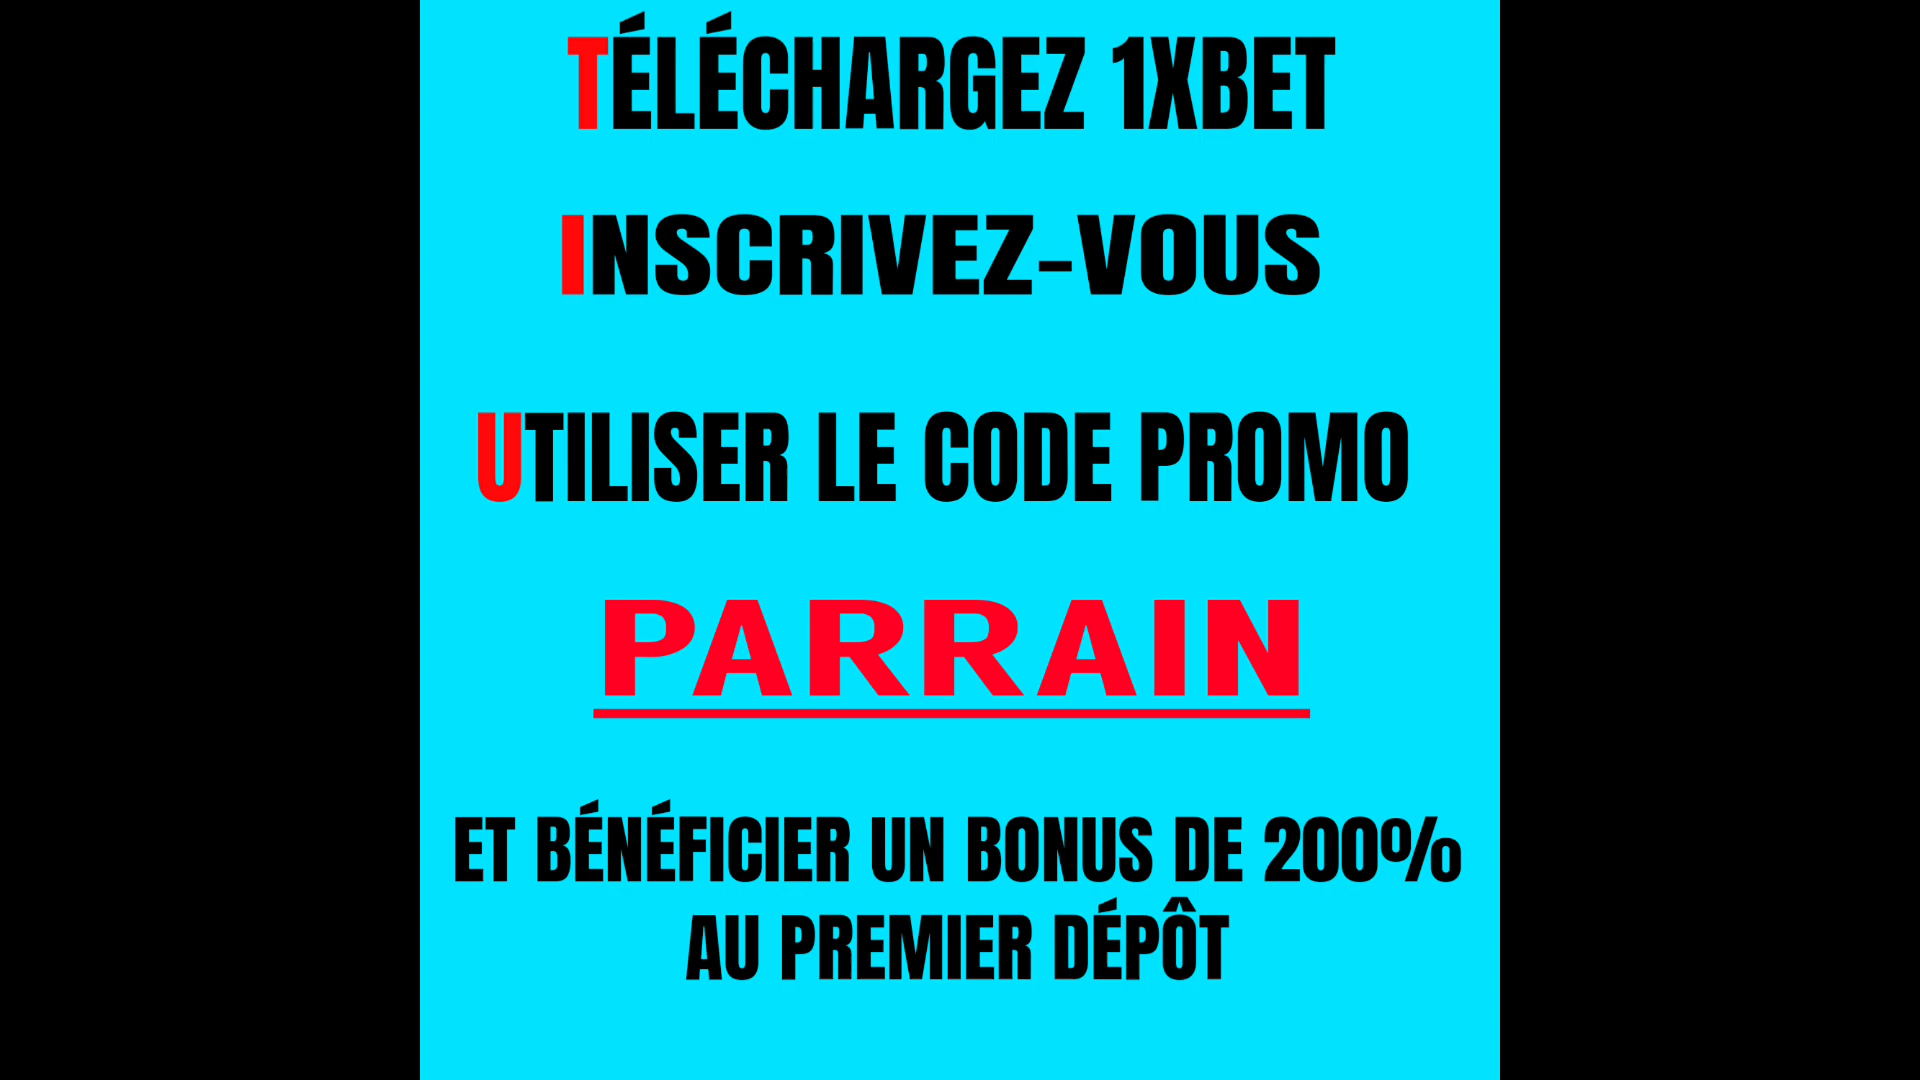 TÉLÉCHARGEZ 1XBET
INSCRIVEZ-VOUS
UTILISER LE CODE PROMO
PARRAIN
ET BÉNÉFICIER UN BONUS DE 200%
AU PREMIER DÉPÔT